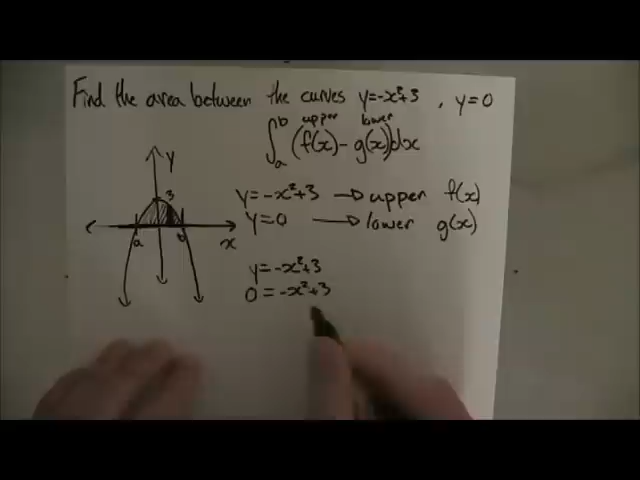 Find the area between the curves y=-x²+3 , y=0
upper lower
∫ₐᵇ (f(x) - g(x))dx
y=-x²+3 → upper f(x)
y=0 → lower g(x)
y
3
a b x
y=-x²+3
0=-x²+3